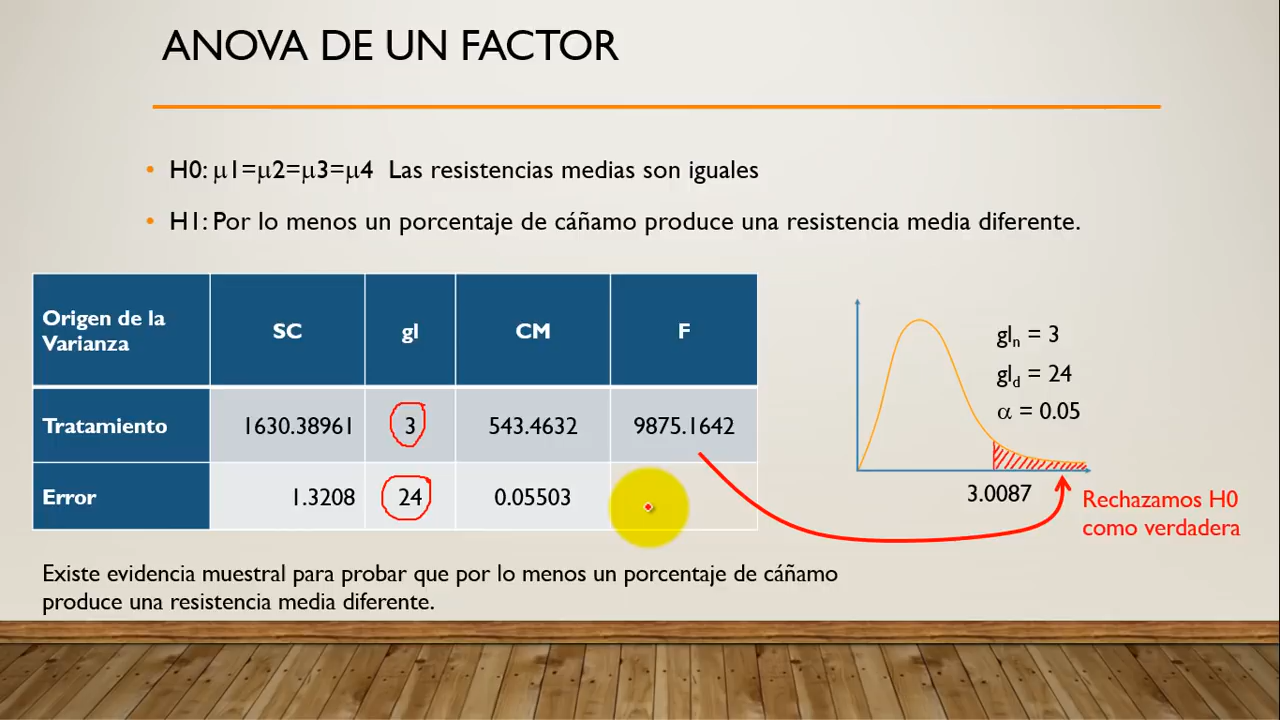 ANOVA DE UN FACTOR
• H0: μ1=μ2=μ3=μ4 Las resistencias medias son iguales
• H1: Por lo menos un porcentaje de cáñamo produce una resistencia media diferente.
Origen de la Varianza SC gl CM F
Tratamiento 1630.38961 3 543.4632 9875.1642
Error 1.3208 24 0.05503
glₙ = 3
gl_d = 24
α = 0.05
3.0087
Rechazamos H0
como verdadera
Existe evidencia muestral para probar que por lo menos un porcentaje de cáñamo
produce una resistencia media diferente.